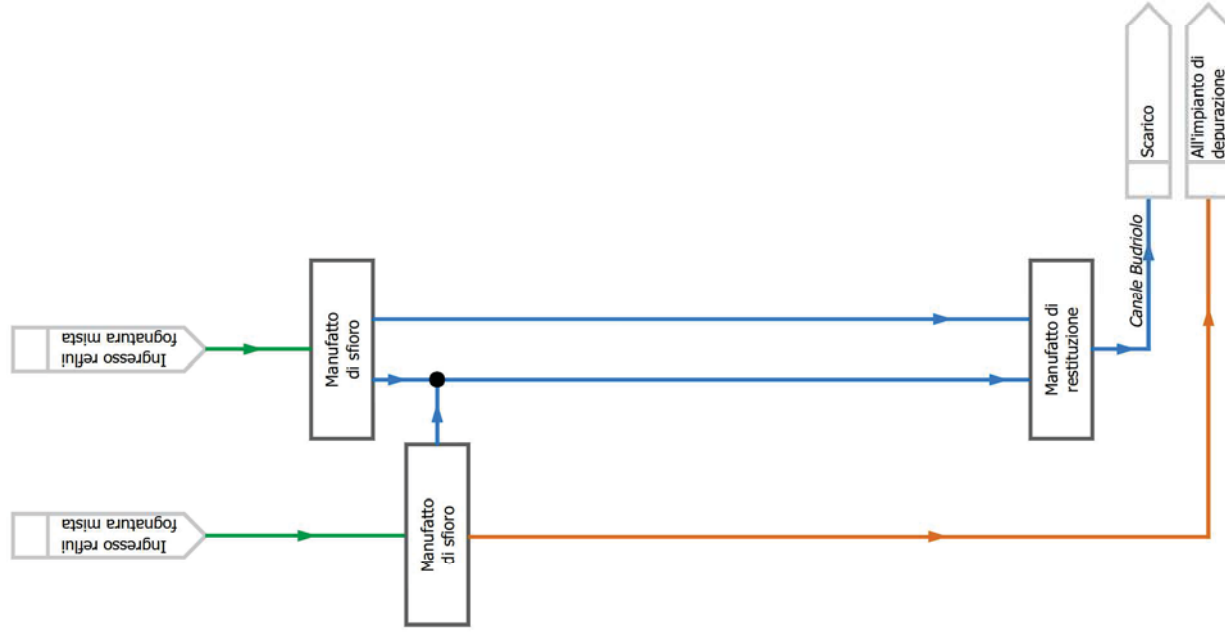 Ingresso reflui
fognatura mista
Ingresso reflui
fognatura mista
Manufatto
di sfioro
Manufatto
di sfioro
Manufatto di
restituzione
Canale Budriolo
Scarico
All'impianto di
depurazione